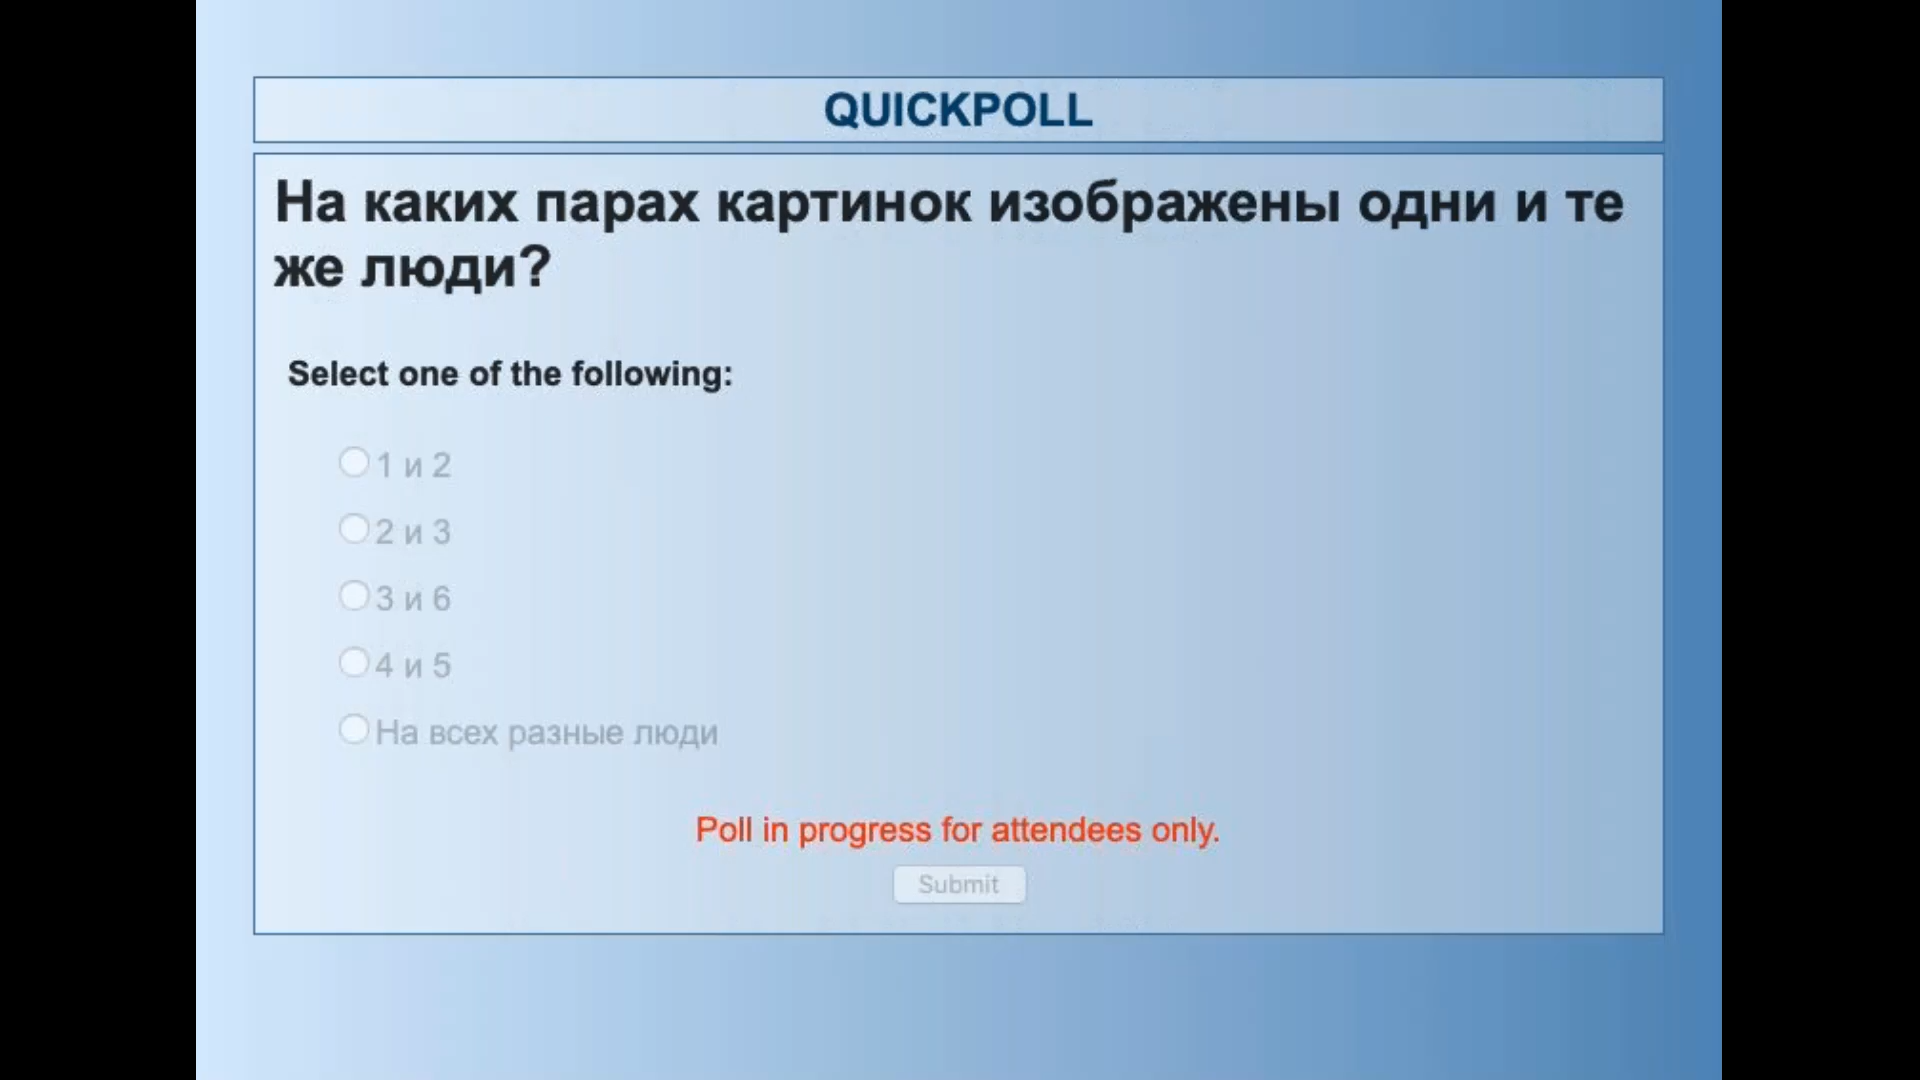 QUICKPOLL
На каких парах картинок изображены одни и те
же люди?
Select one of the following:
1 и 2
2 и 3
3 и 6
4 и 5
На всех разные люди
Poll in progress for attendees only.
Submit